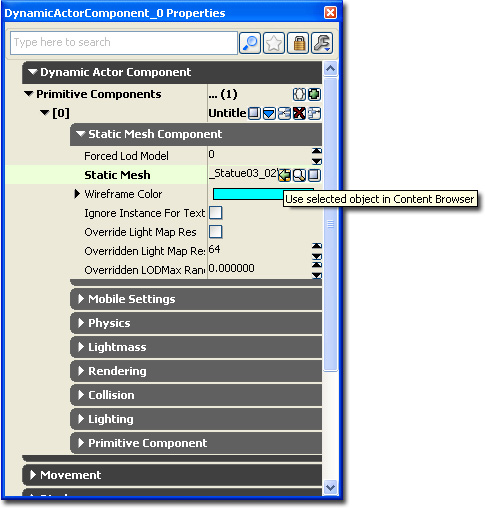 DynamicActorComponent_0 Properties
Type here to search
Dynamic Actor Component
Primitive Components ... (1)
[0] Untitle
Static Mesh Component
Forced Lod Model 0
Static Mesh _Statue03_02'
Use selected object in Content Browser
Wireframe Color
Ignore Instance For Text
Override Light Map Res
Overridden Light Map Res 64
Overridden LODMax Ran 0.000000
Mobile Settings
Physics
Lightmass
Rendering
Collision
Lighting
Primitive Component
Movement